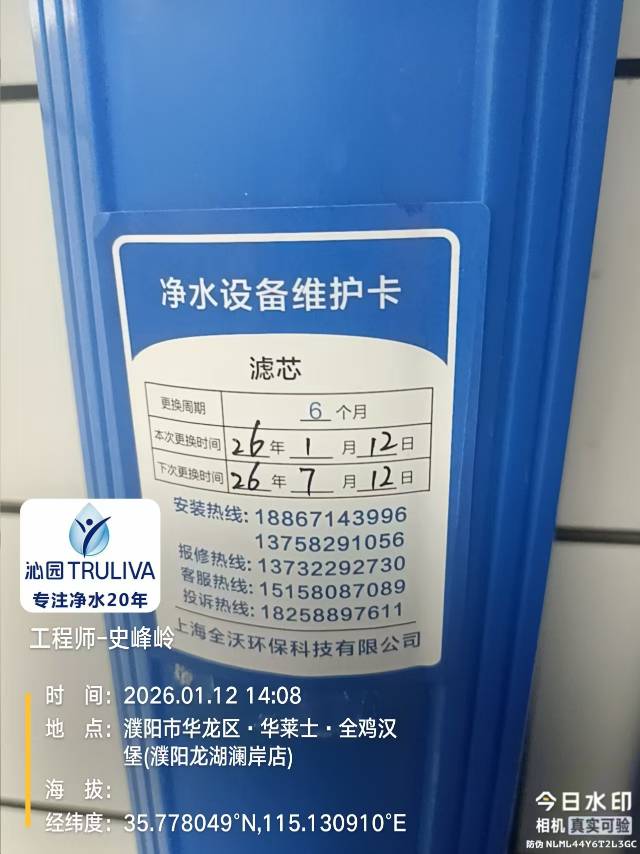 净水设备维护卡
滤芯
更换周期 6 个月
本次更换时间 26 年 1 月 12 日
下次更换时间 26 年 7 月 12 日
安装热线: 18867143996
13758291056
报修热线: 13732292730
客服热线: 15158087089
投诉热线: 18258897611
上海全沃环保科技有限公司
沁园 TRULIVA
专注净水20年
工程师-史峰岭
时 间: 2026.01.12 14:08
地 点: 濮阳市华龙区·华莱士·全鸡汉
堡(濮阳龙湖澜岸店)
海 拔:
经纬度: 35.778049°N,115.130910°E
今日水印
相机 真实可验
防伪 NLML44Y6T2L3GC